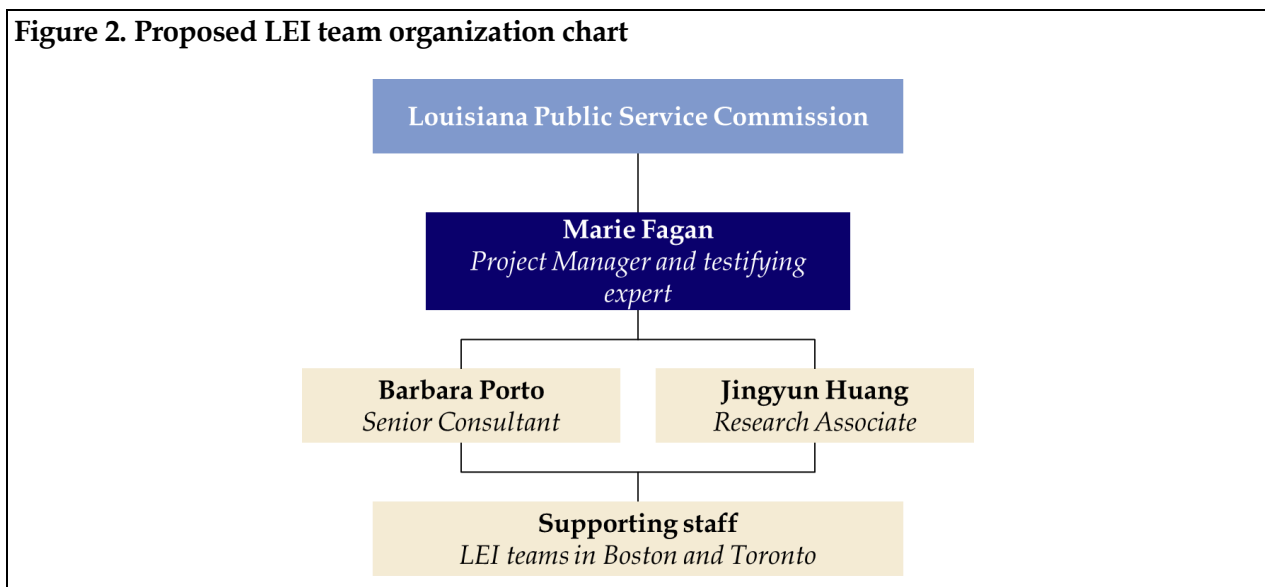 Figure 2. Proposed LEI team organization chart
Louisiana Public Service Commission
Marie Fagan
Project Manager and testifying
expert
Barbara Porto
Senior Consultant
Jingyun Huang
Research Associate
Supporting staff
LEI teams in Boston and Toronto